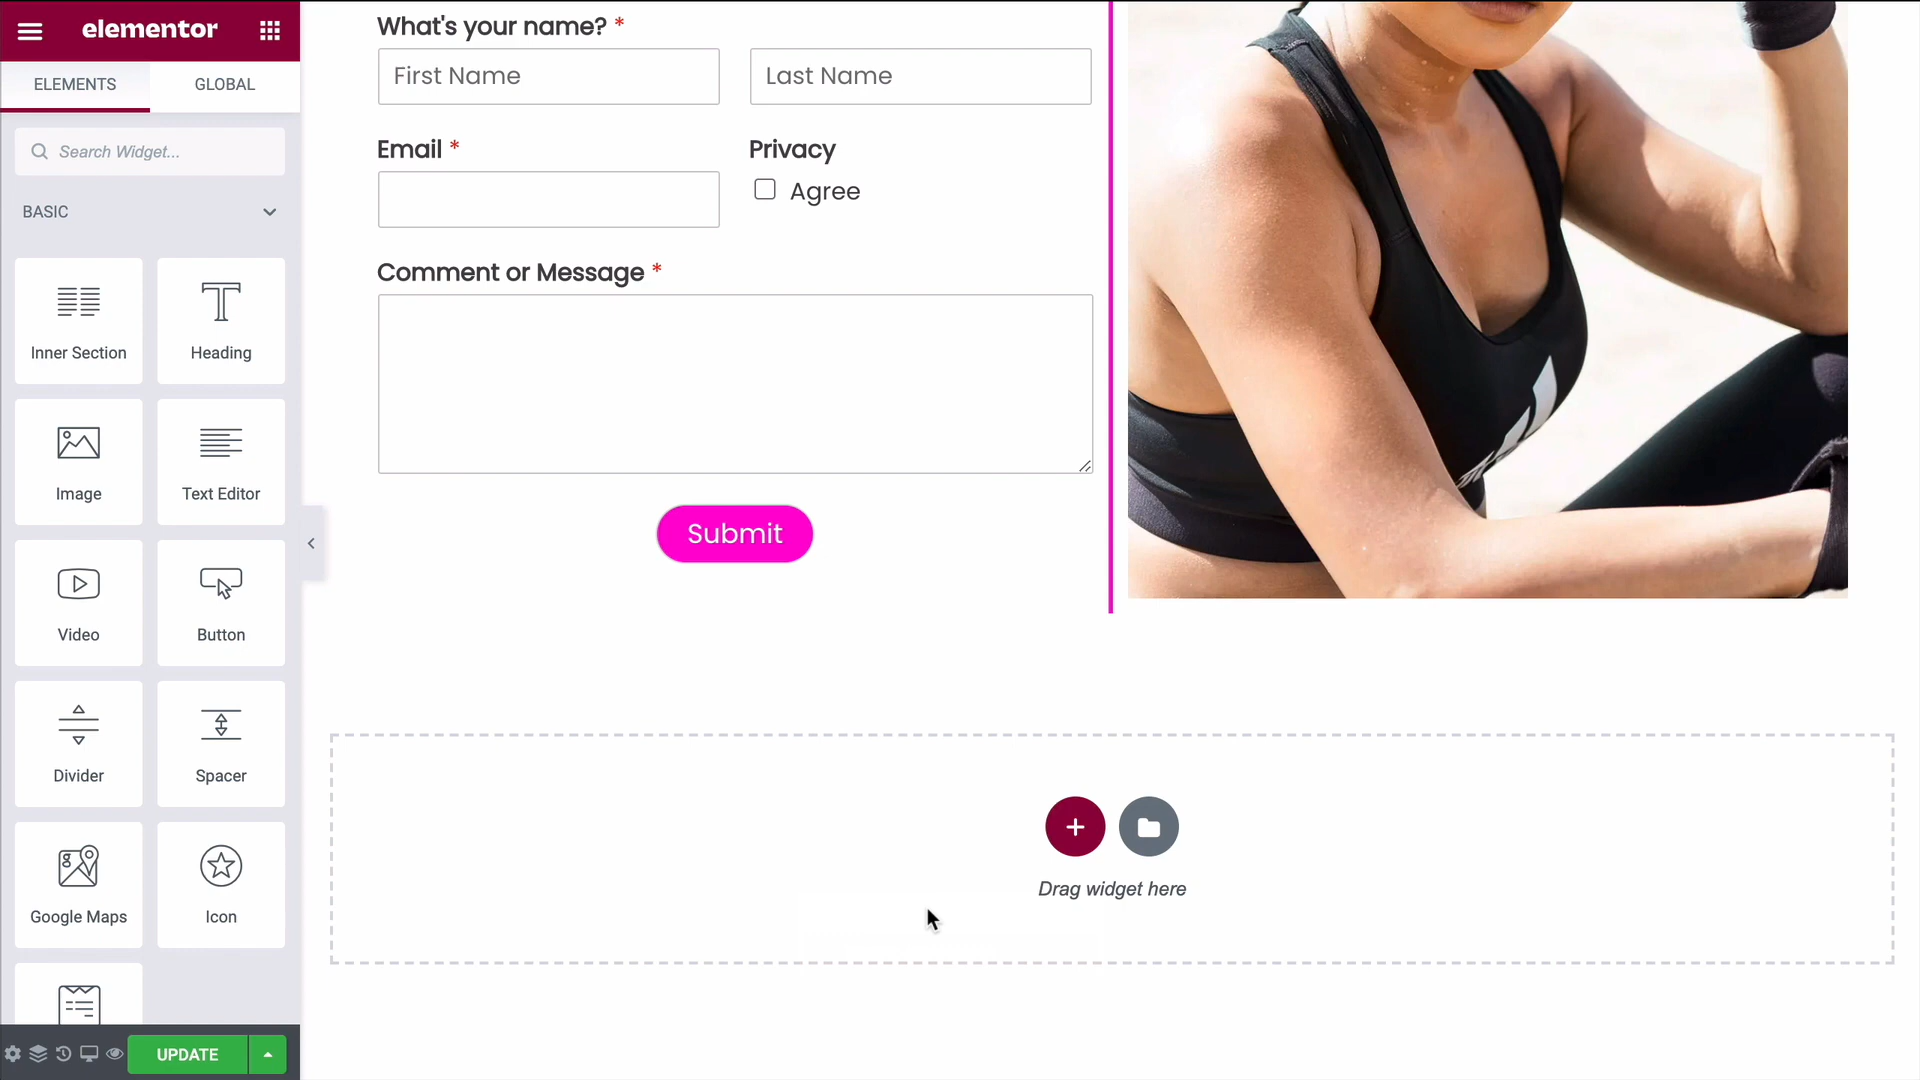 elementor
ELEMENTS
GLOBAL
Search Widget...
BASIC
Inner Section
Heading
Image
Text Editor
Video
Button
Divider
Spacer
Google Maps
Icon
UPDATE
What's your name? *
First Name
Last Name
Email *
Privacy
Agree
Comment or Message *
Submit
Drag widget here